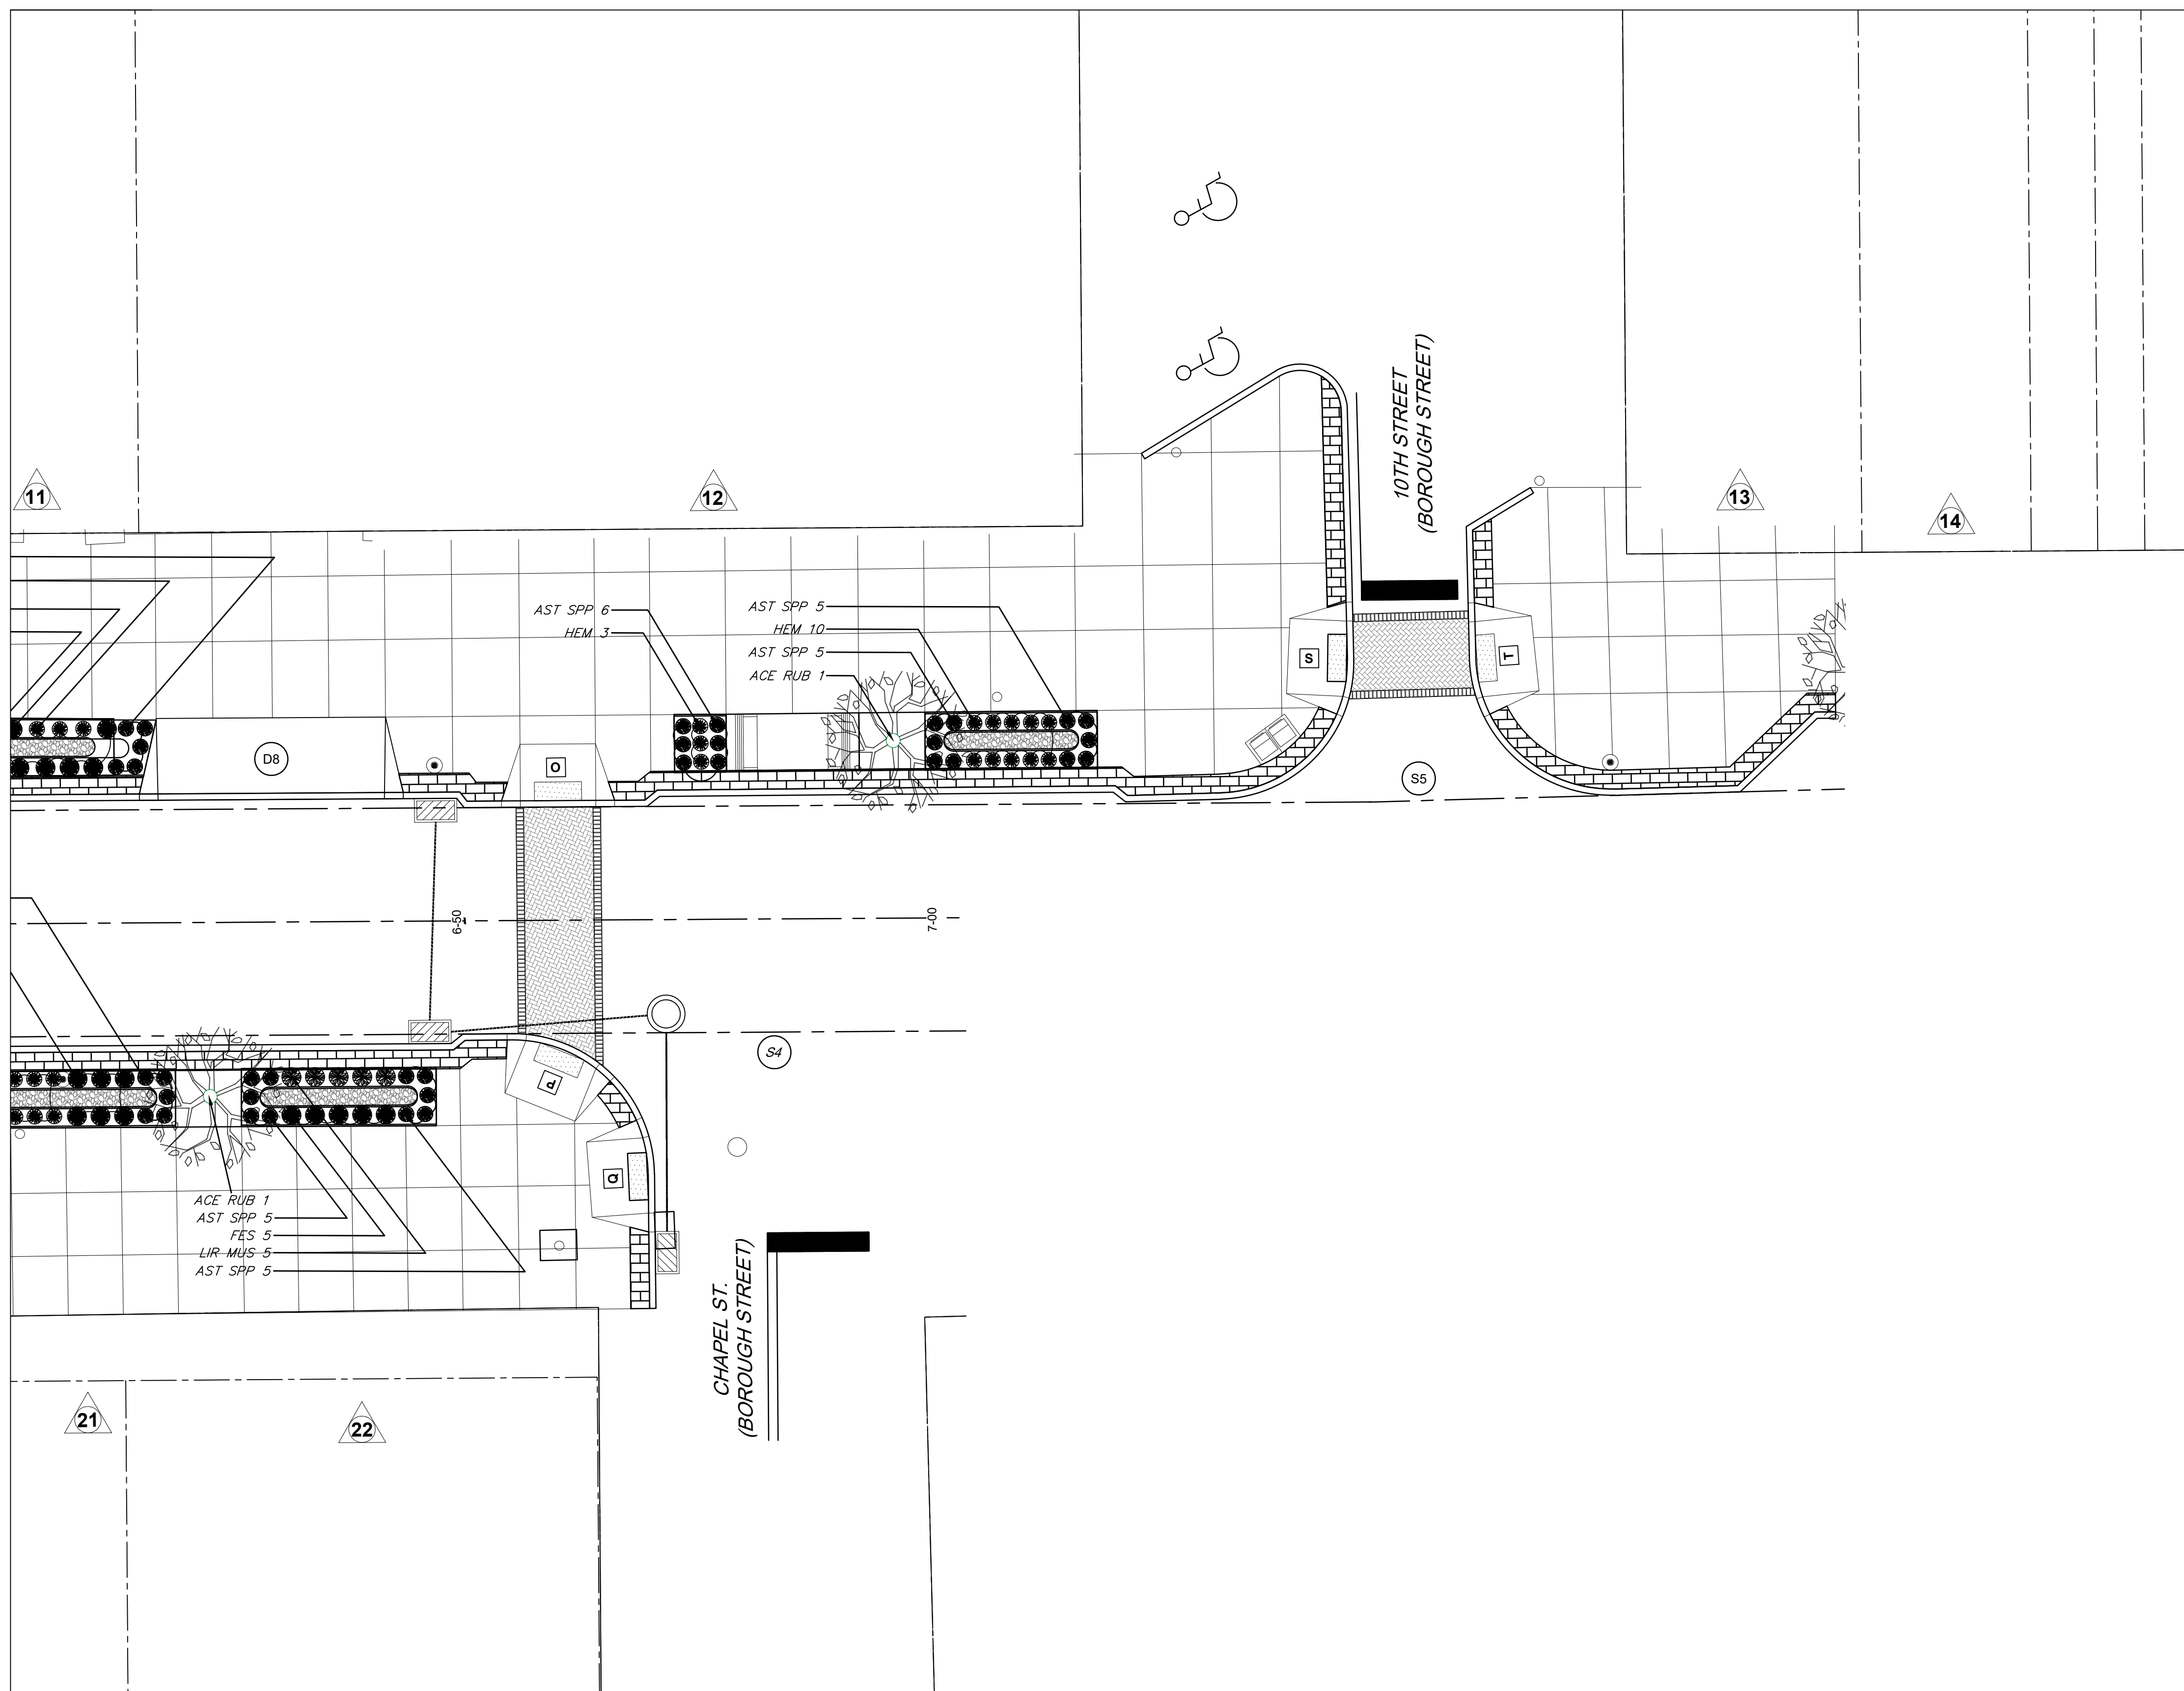 10TH STREET
(BOROUGH STREET)
11
12
13
14
AST SPP 6
HEM 3
AST SPP 5
HEM 10
AST SPP 5
ACE RUB 1
S
T
D8
O
S5
6-50
7-00
S4
P
Q
ACE RUB 1
AST SPP 5
FES 5
LIR MUS 5
AST SPP 5
CHAPEL ST.
(BOROUGH STREET)
21
22